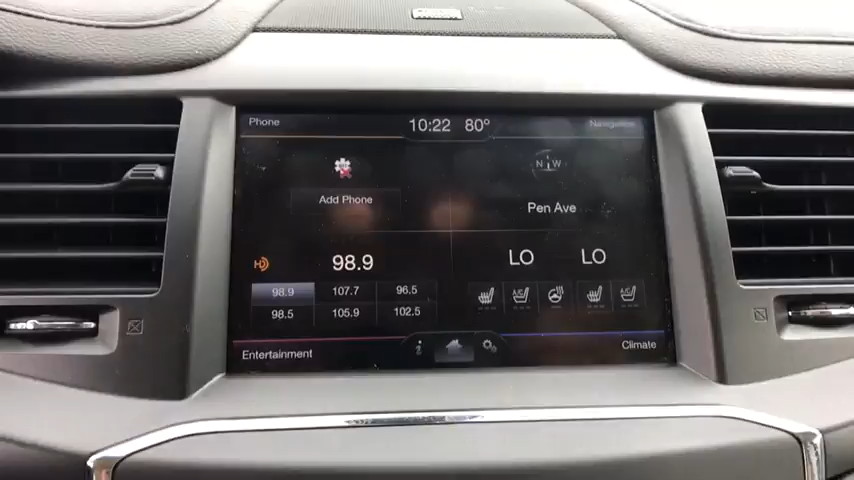 Phone
10:22 80°
Navigation
Add Phone
N W
Pen Ave
98.9
LO LO
98.9 107.7 96.5
98.5 105.9 102.5
A/C
A/C
Entertainment
i
Climate